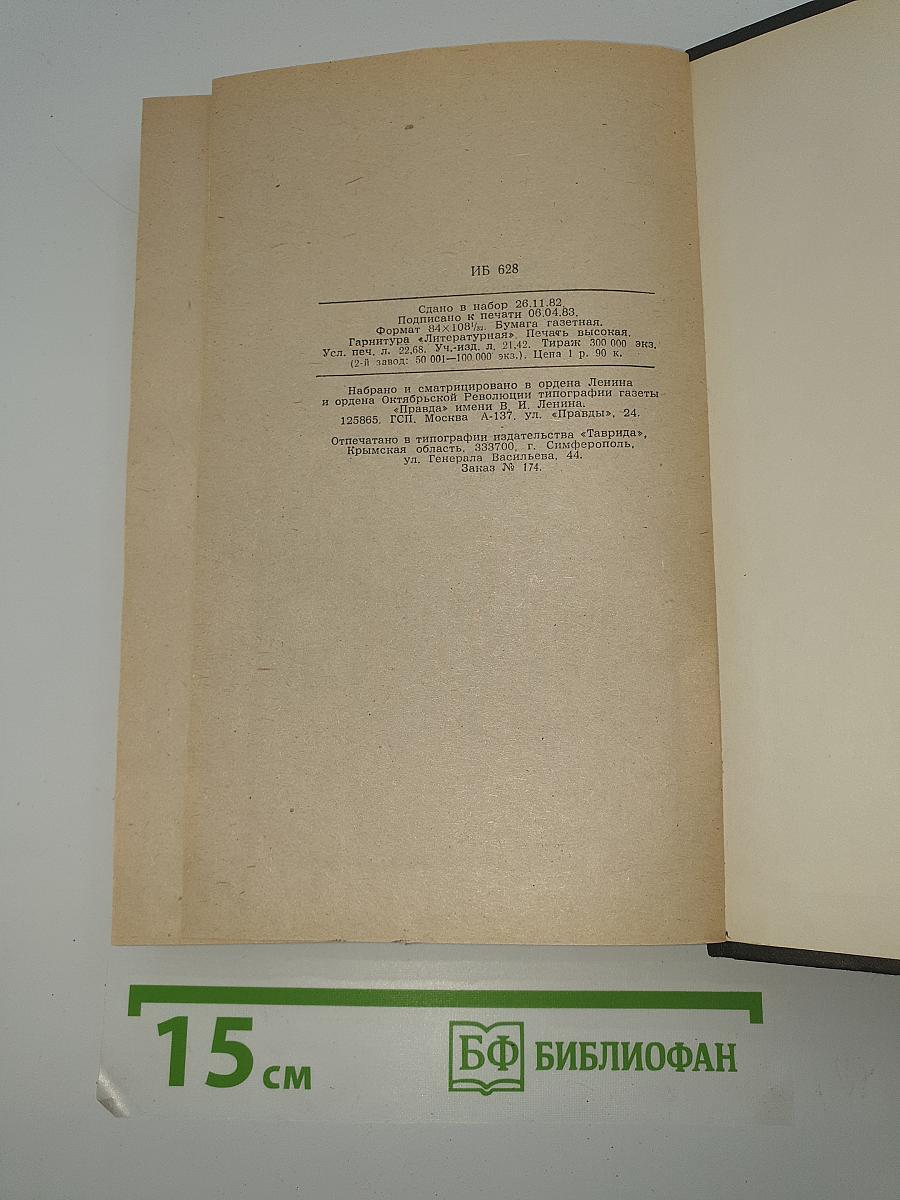 ИБ 628
Сдано в набор 26.11.82.
Подписано к печати 06.04.83.
Формат 84×108¹/₃₂. Бумага газетная.
Гарнитура «Литературная». Печать высокая.
Усл. печ. л. 22,68. Уч.-изд. л. 21,42. Тираж 300 000 экз.
(2-й завод: 50 001—100 000 экз.). Цена 1 р. 90 к.
Набрано и сматрицировано в ордена Ленина
и ордена Октябрьской Революции типографии газеты
«Правда» имени В. И. Ленина.
125865, ГСП, Москва А-137, ул. «Правды», 24.
Отпечатано в типографии издательства «Таврида»,
Крымская область, 333700, г. Симферополь,
ул. Генерала Васильева, 44.
Заказ № 174.
15 см
БФ БИБЛИОФАН